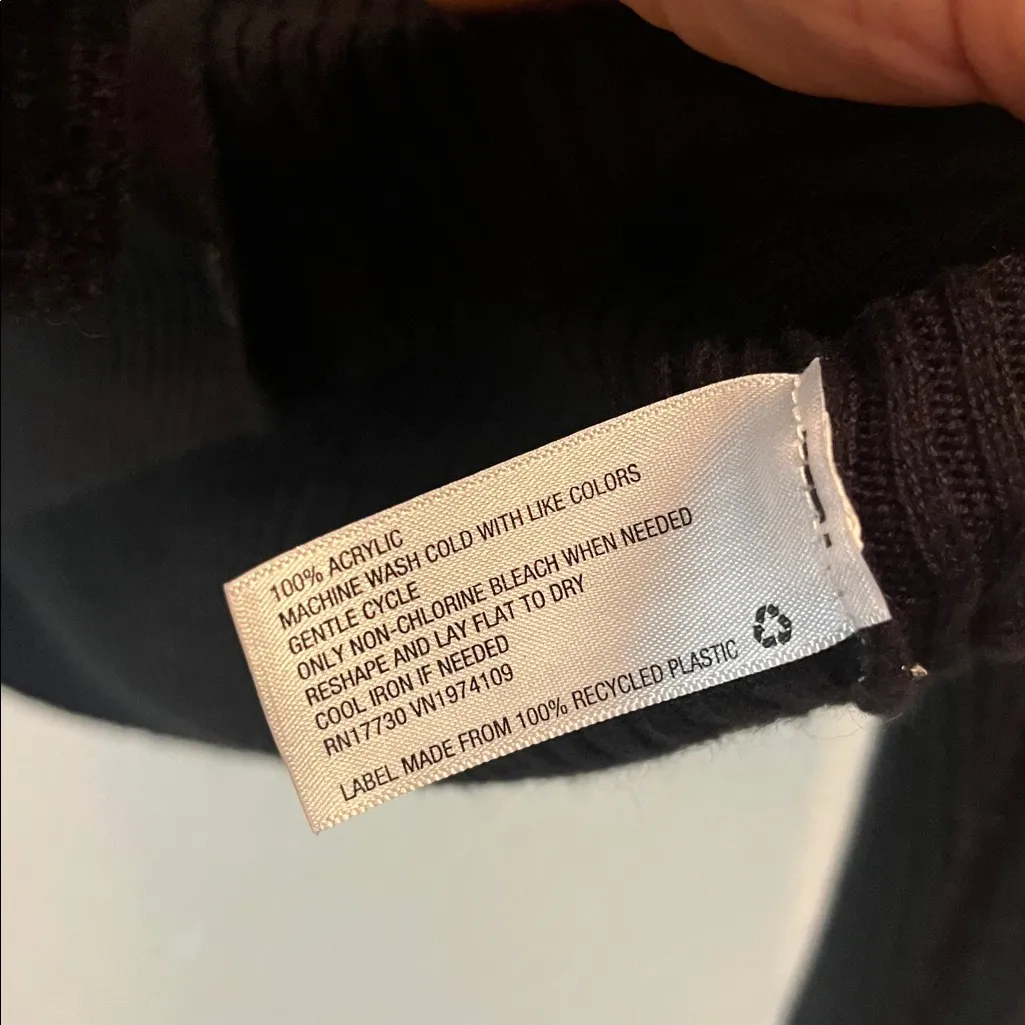 100% ACRYLIC
MACHINE WASH COLD WITH LIKE COLORS
GENTLE CYCLE
ONLY NON-CHLORINE BLEACH WHEN NEEDED
RESHAPE AND LAY FLAT TO DRY
COOL IRON IF NEEDED
RN17730 VN1974109
LABEL MADE FROM 100% RECYCLED PLASTIC